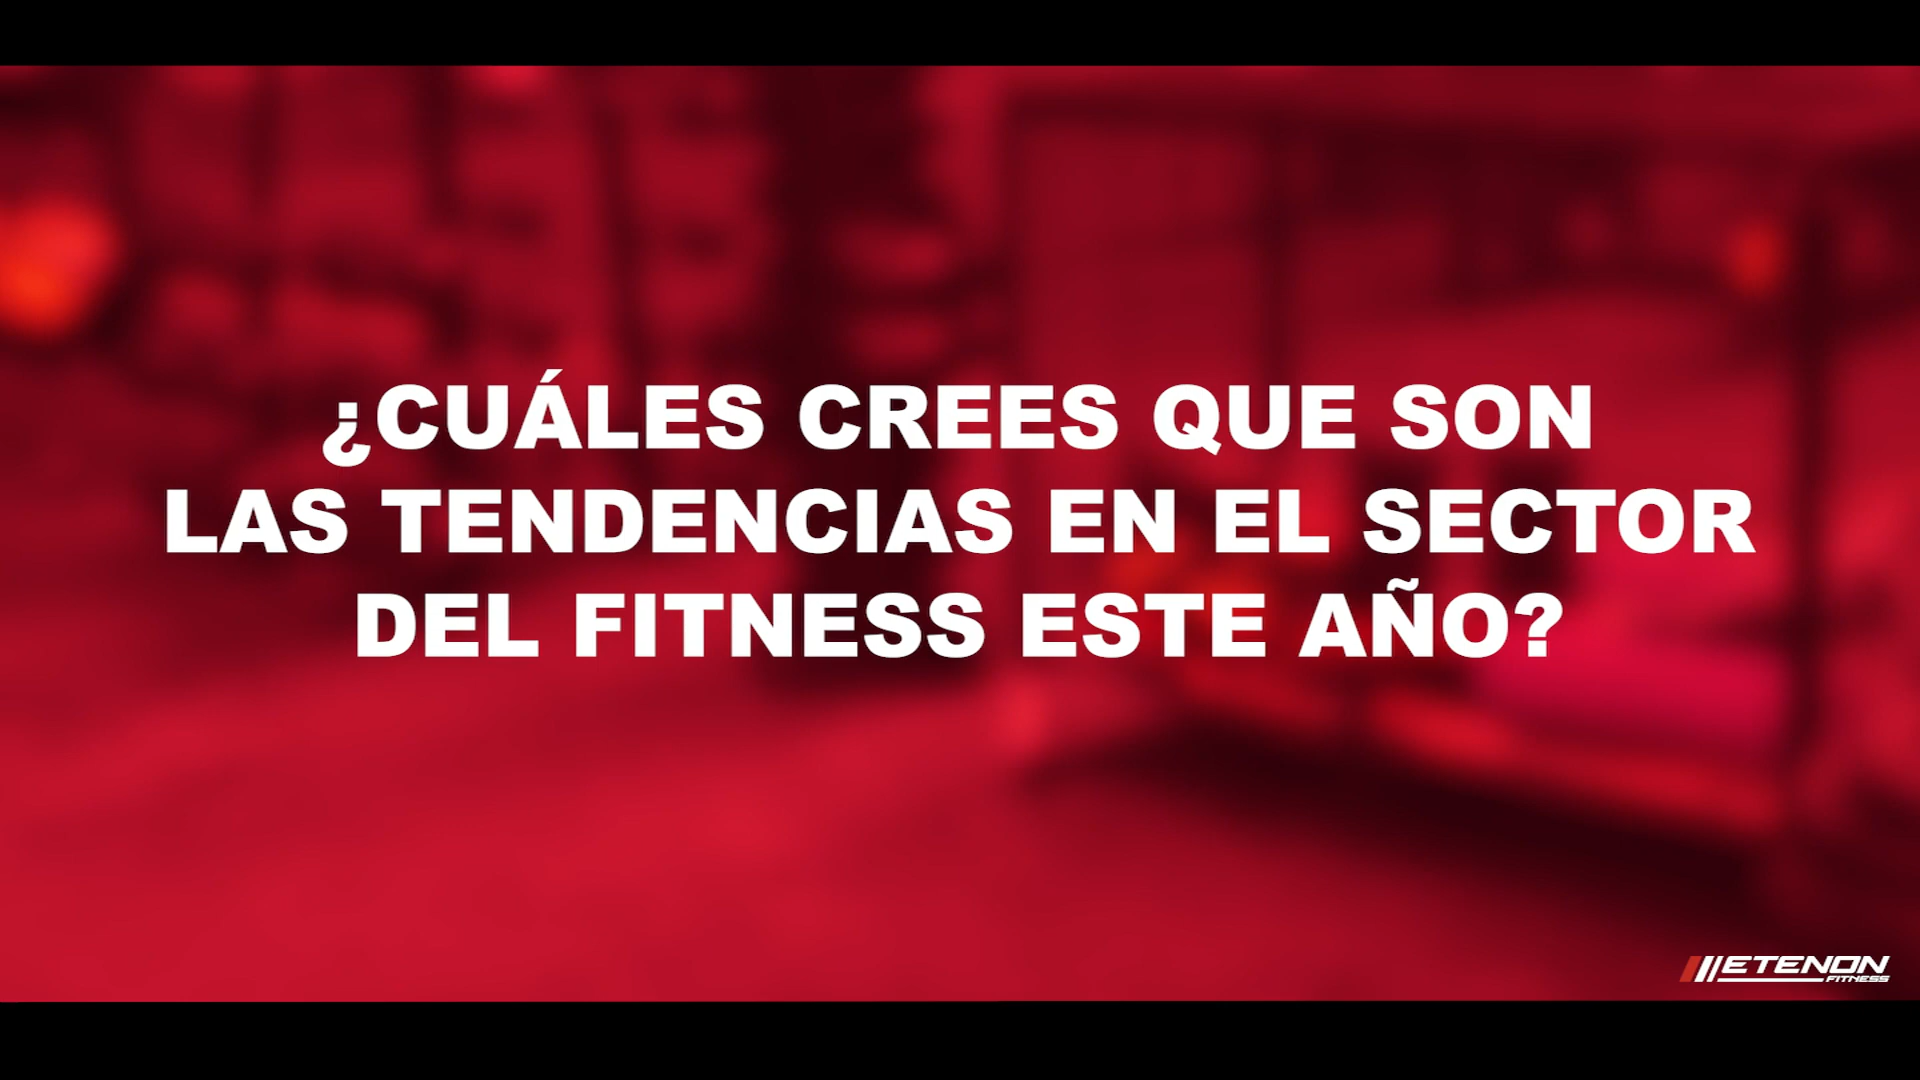 ¿CUÁLES CREES QUE SON
LAS TENDENCIAS EN EL SECTOR
DEL FITNESS ESTE AÑO?
ETENON
FITNESS